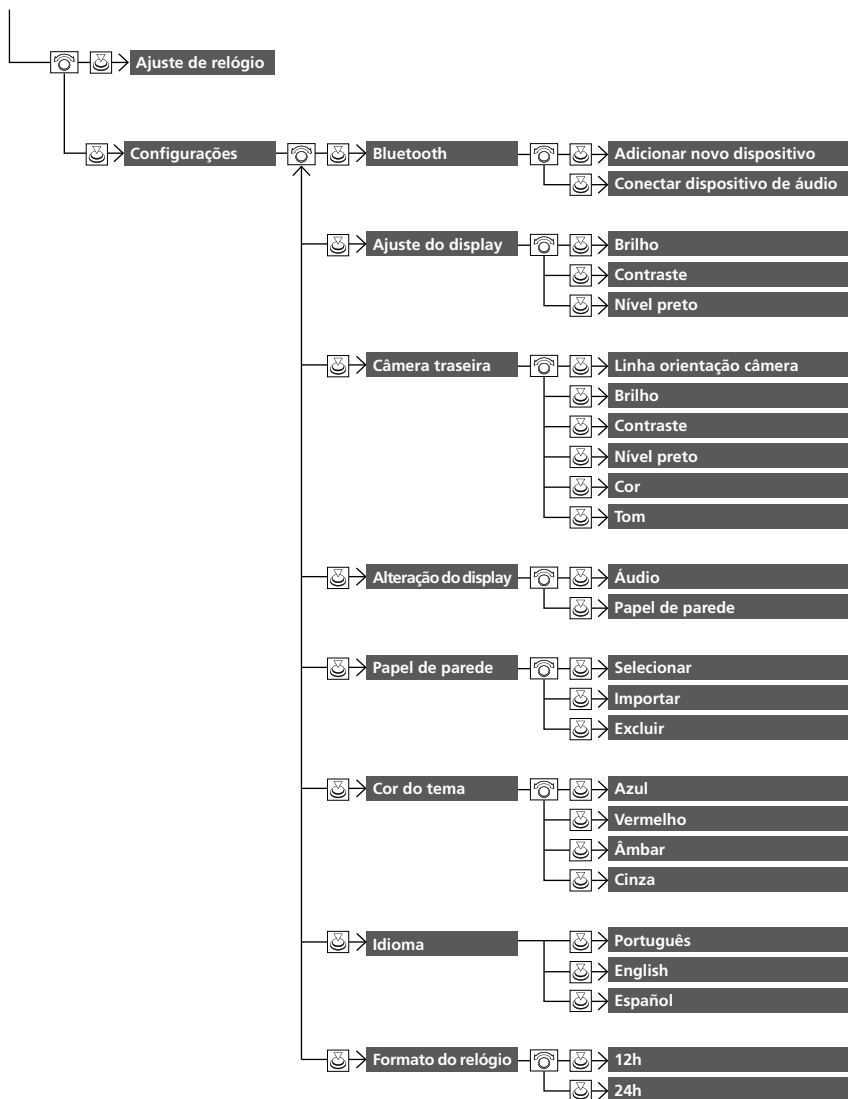 Ajuste de relógio
Configurações
Bluetooth
Adicionar novo dispositivo
Conectar dispositivo de áudio
Ajuste do display
Brilho
Contraste
Nível preto
Câmera traseira
Linha orientação câmera
Brilho
Contraste
Nível preto
Cor
Tom
Alteração do display
Áudio
Papel de parede
Papel de parede
Selecionar
Importar
Excluir
Cor do tema
Azul
Vermelho
Âmbar
Cinza
Idioma
Português
English
Español
Formato do relógio
12h
24h